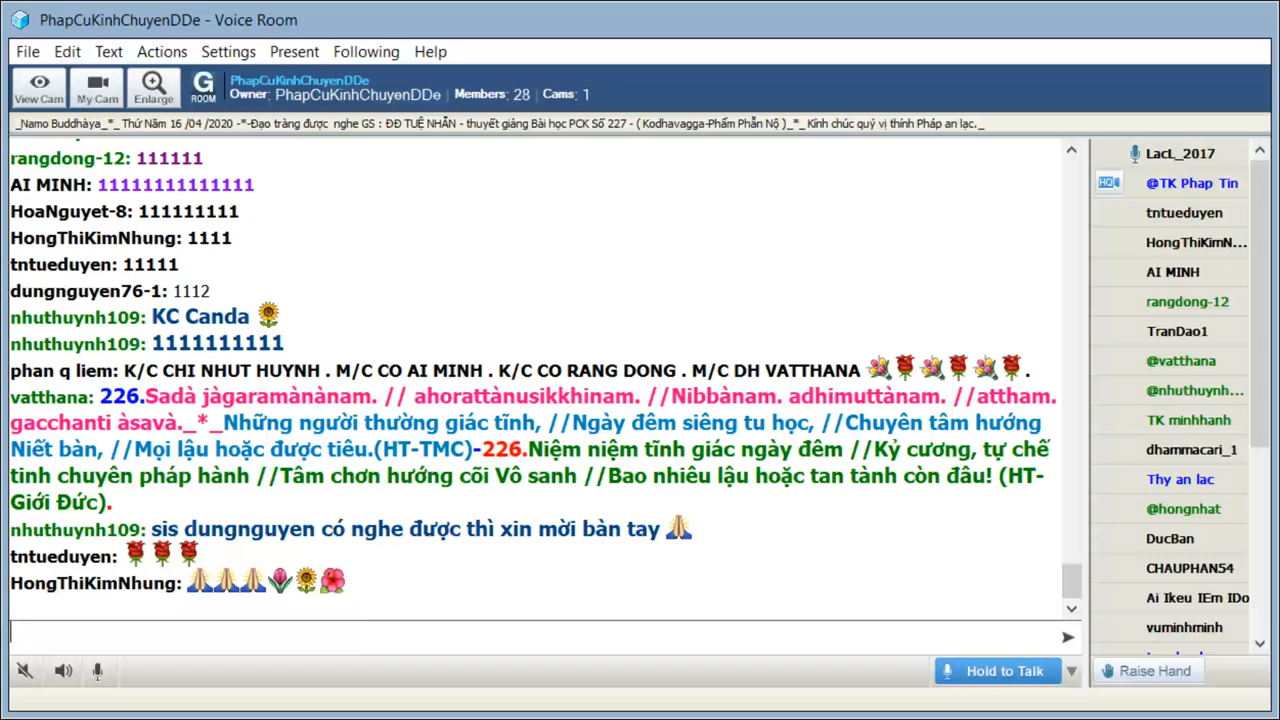 PhapCuKinhChuyenDDe - Voice Room
File Edit Text Actions Settings Present Following Help
View Cam My Cam Enlarge G ROOM
PhapCuKinhChuyenDDe
Owner: PhapCuKinhChuyenDDe Members: 28 Cams: 1
_Namo Buddhàya_*_ Thứ Năm 16 /04 /2020 -*-Đạo tràng được nghe GS : ĐĐ TUỆ NHẪN - thuyết giảng Bài học PCK Số 227 - ( Kodhavagga-Phẩm Phẫn Nộ )_*_ Kính chúc quý vị thính Pháp an lạc._
rangdong-12: 111111
AI MINH: 11111111111111
HoaNguyet-8: 111111111
HongThiKimNhung: 1111
tntueduyen: 11111
dungnguyen76-1: 1112
nhuthuynh109: KC Canda
nhuthuynh109: 1111111111
phan q liem: K/C CHI NHUT HUYNH . M/C CO AI MINH . K/C CO RANG DONG . M/C DH VATTHANA .
vatthana: 226.Sadà jàgaramànànam. // ahorattànusikkhinam. //Nibbànam. adhimuttànam. //attham.
gacchanti àsavà._*_Những người thường giác tĩnh, //Ngày đêm siêng tu học, //Chuyên tâm hướng
Niết bàn, //Mọi lậu hoặc được tiêu.(HT-TMC)-226.Niệm niệm tĩnh giác ngày đêm //Kỷ cương, tự chế
tinh chuyên pháp hành //Tâm chơn hướng cõi Vô sanh //Bao nhiêu lậu hoặc tan tành còn đâu! (HT-
Giới Đức).
nhuthuynh109: sis dungnguyen có nghe được thì xin mời bàn tay
tntueduyen:
HongThiKimNhung:
LacL_2017
HQ
@TK Phap Tin
tntueduyen
HongThiKimN...
AI MINH
rangdong-12
TranDao1
@vatthana
@nhuthuynh...
TK minhhanh
dhammacari_1
Thy an lac
@hongnhat
DucBan
CHAUPHAN54
Ai Ikeu IEm IDo
vuminhminh
Hold to Talk
Raise Hand